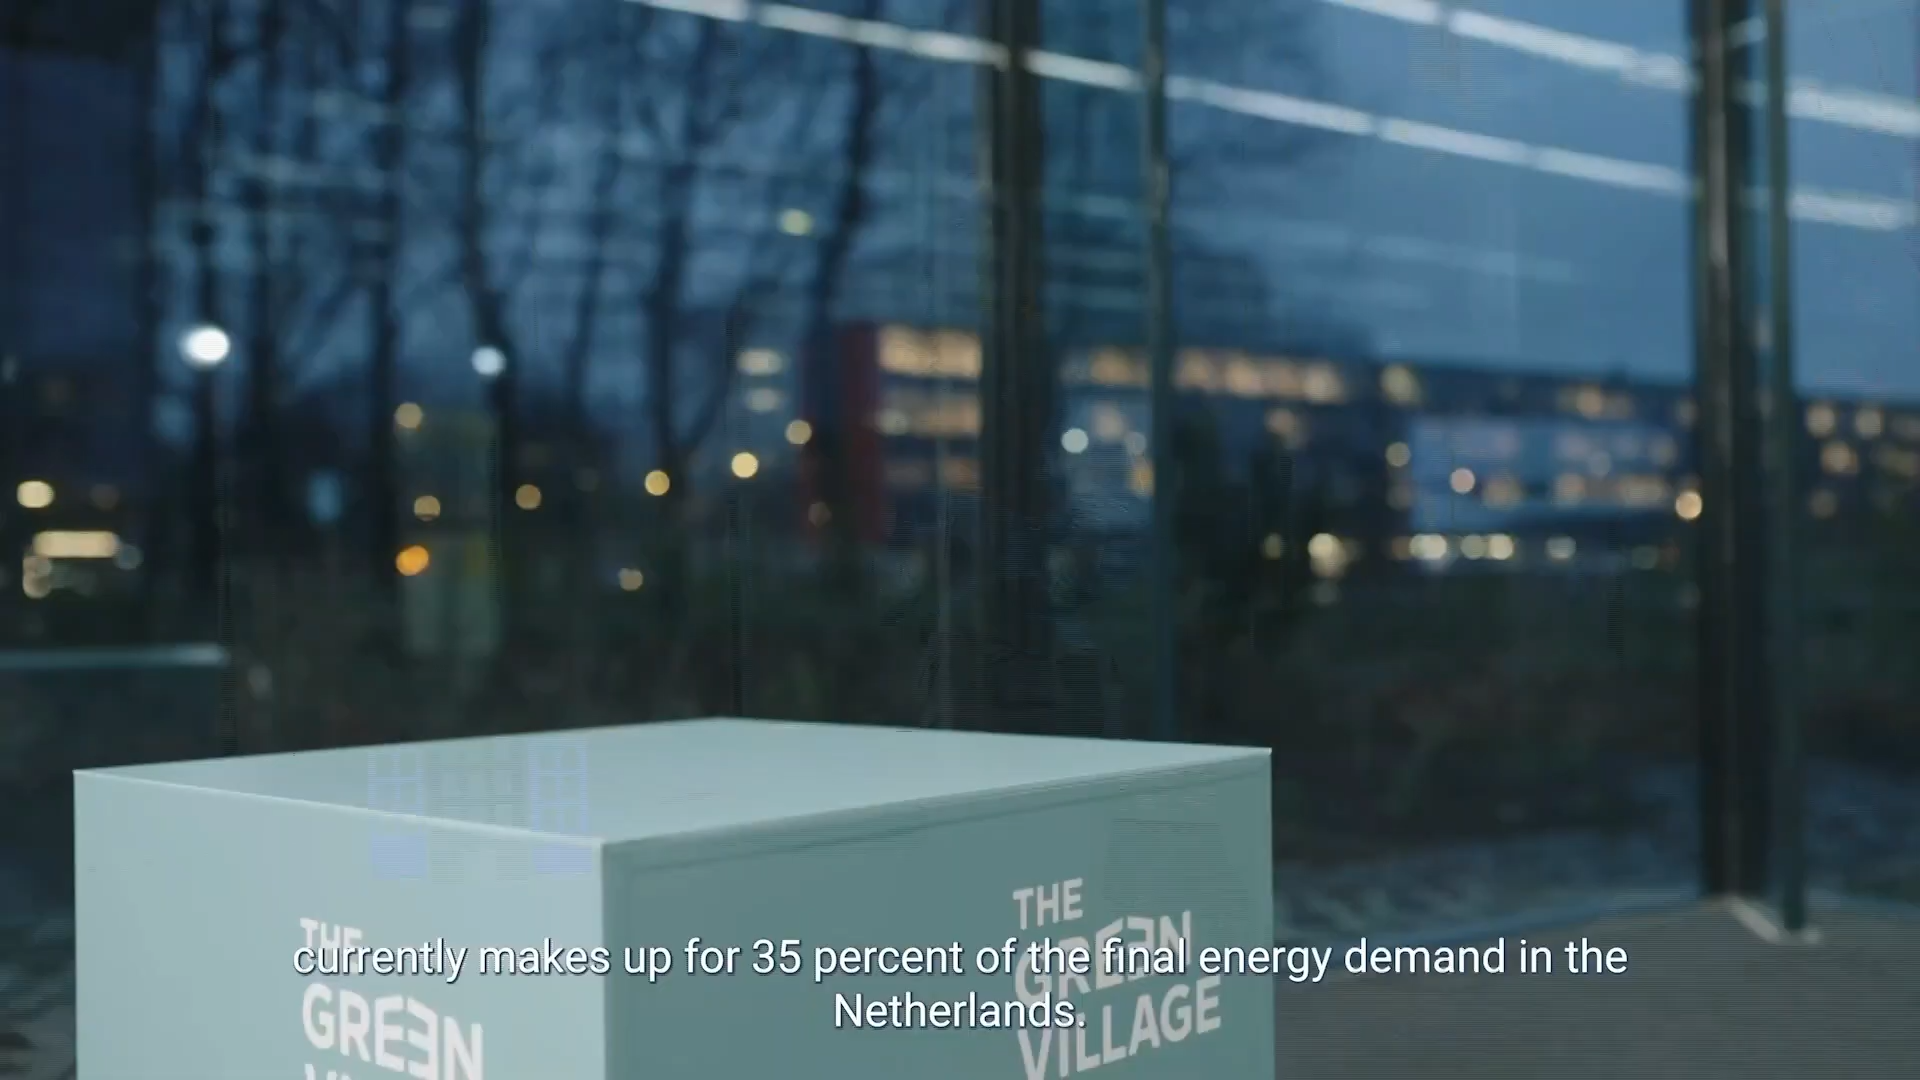 THE
GREEN
VILLAGE
THE
GREEN
currently makes up for 35 percent of the final energy demand in the
Netherlands.